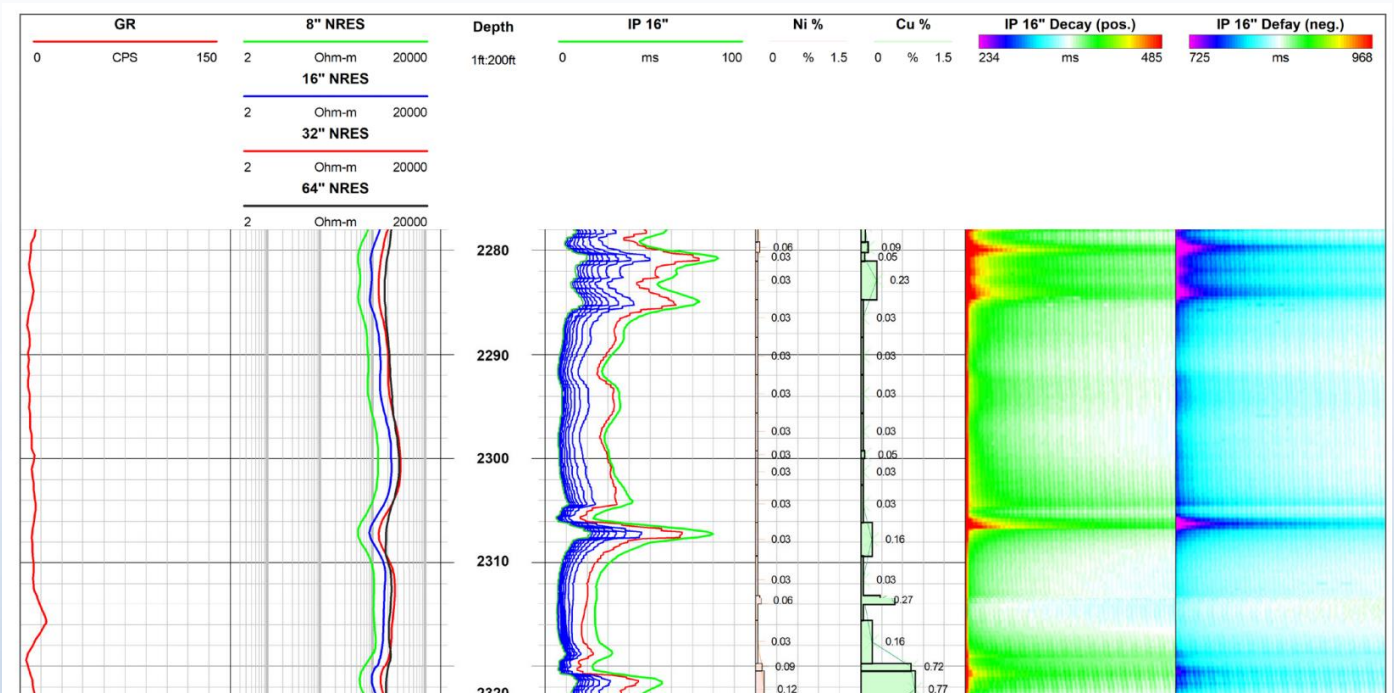 GR
0 CPS 150
8" NRES
2 Ohm-m 20000
16" NRES
2 Ohm-m 20000
32" NRES
2 Ohm-m 20000
64" NRES
2 Ohm-m 20000
Depth
1ft:200ft
IP 16"
0 ms 100
Ni %
0 % 1.5
Cu %
0 % 1.5
IP 16" Decay (pos.)
234 ms 485
IP 16" Defay (neg.)
725 ms 968
2280
2290
2300
2310
2320
0.06
0.03
0.03
0.03
0.03
0.03
0.03
0.03
0.03
0.03
0.03
0.03
0.06
0.03
0.09
0.12
0.09
0.05
0.23
0.03
0.03
0.03
0.03
0.05
0.03
0.03
0.16
0.03
0.27
0.16
0.72
0.77